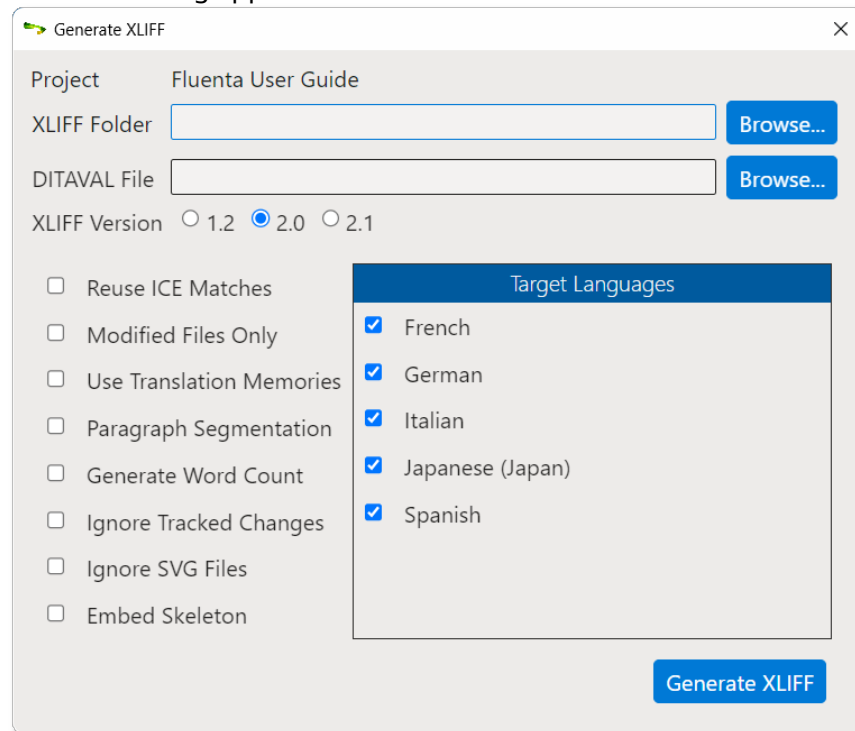 Generate XLIFF
Project Fluenta User Guide
XLIFF Folder Browse...
DITAVAL File Browse...
XLIFF Version 1.2 2.0 2.1
Reuse ICE Matches
Modified Files Only
Use Translation Memories
Paragraph Segmentation
Generate Word Count
Ignore Tracked Changes
Ignore SVG Files
Embed Skeleton
Target Languages
French
German
Italian
Japanese (Japan)
Spanish
Generate XLIFF